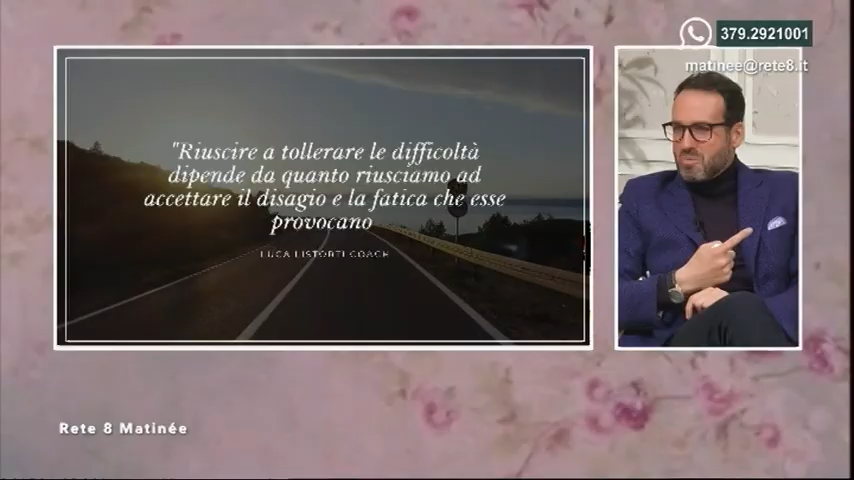 379.2921001
matinee@rete8.it
"Riuscire a tollerare le difficoltà
dipende da quanto riusciamo ad
accettare il disagio e la fatica che esse
provocano
LUCA LISTORTI COACH
Rete 8 Matinée